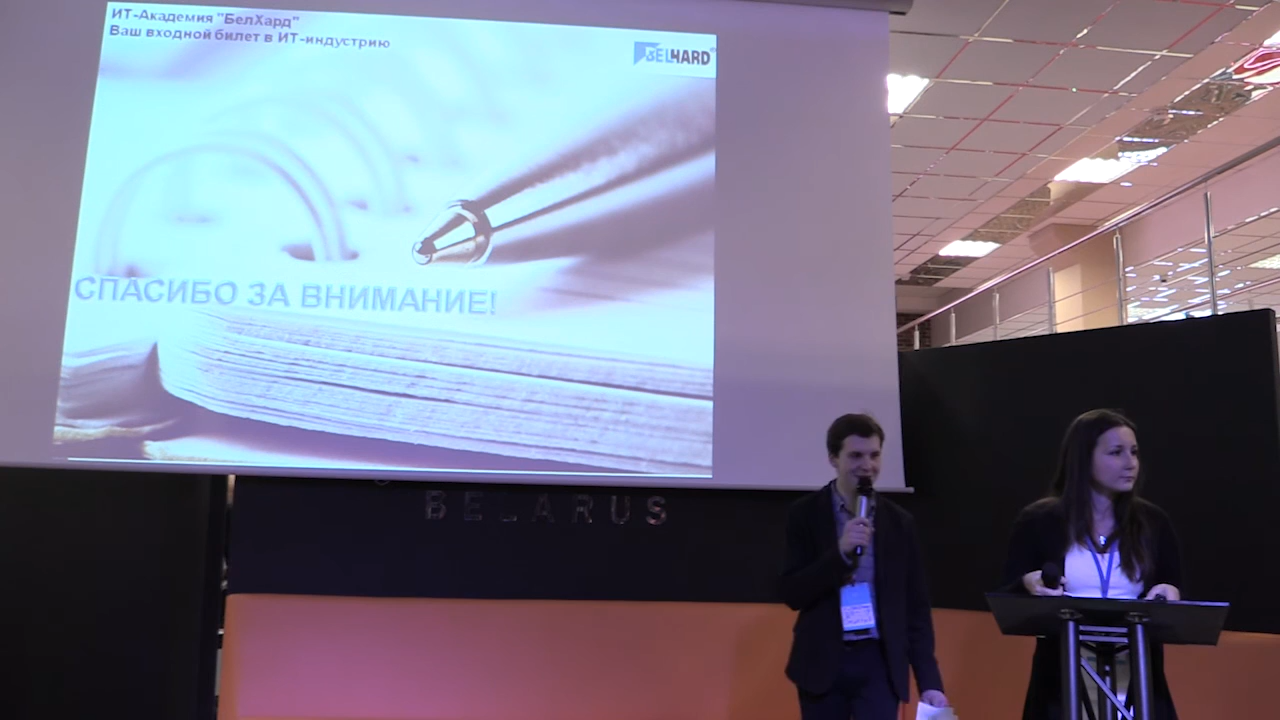 ИТ-Академия "БелХард"
Ваш входной билет в ИТ-индустрию
BELHARD
СПАСИБО ЗА ВНИМАНИЕ!
BELARUS